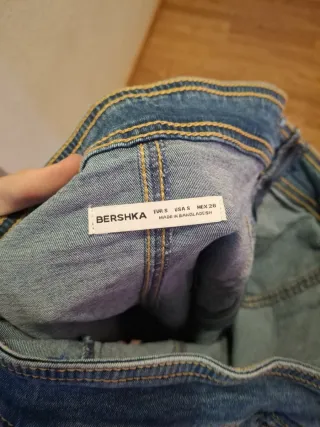 BERSHKA EUR S USA S MEX 28
MADE IN BANGLADESH